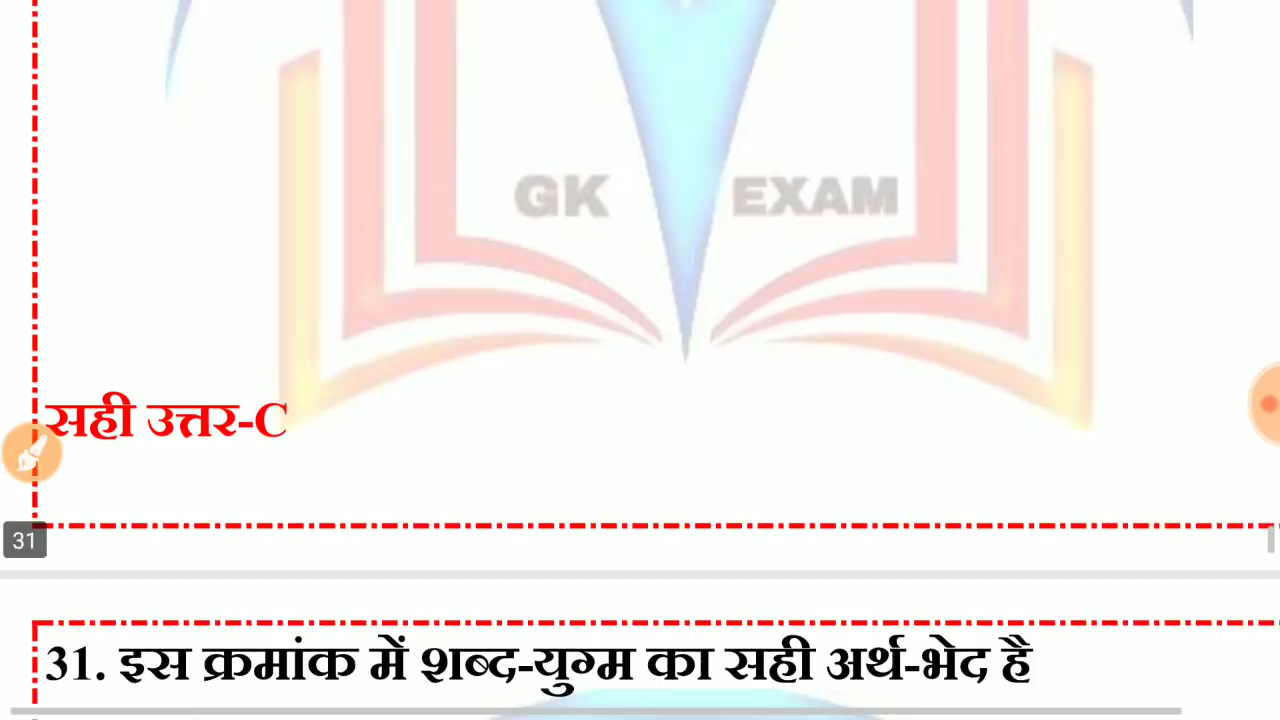 GK EXAM
सही उत्तर-C
31
31. इस क्रमांक में शब्द-युग्म का सही अर्थ-भेद है